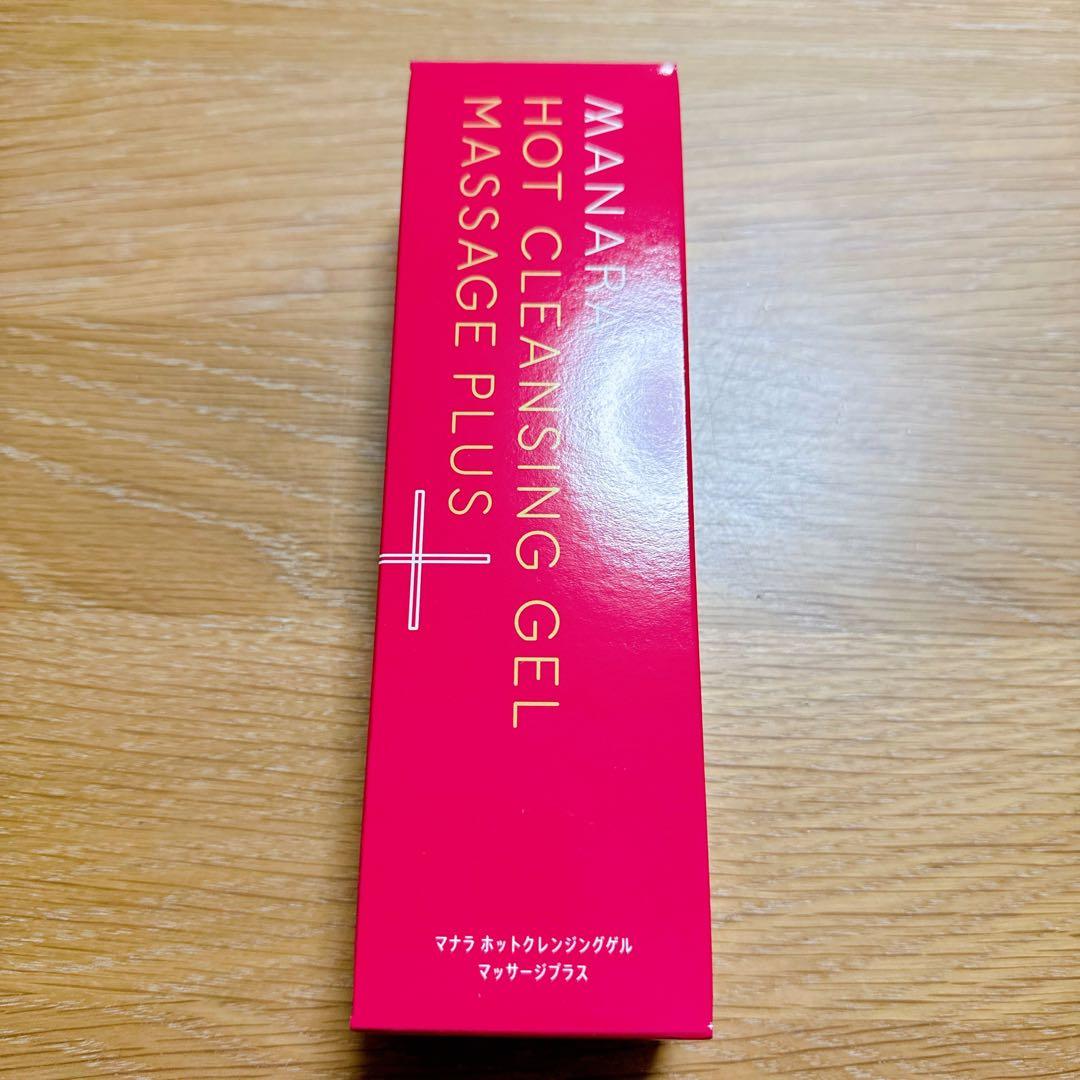 MANARA
HOT CLEANSING GEL
MASSAGE PLUS
マナラ ホットクレンジングゲル
マッサージプラス